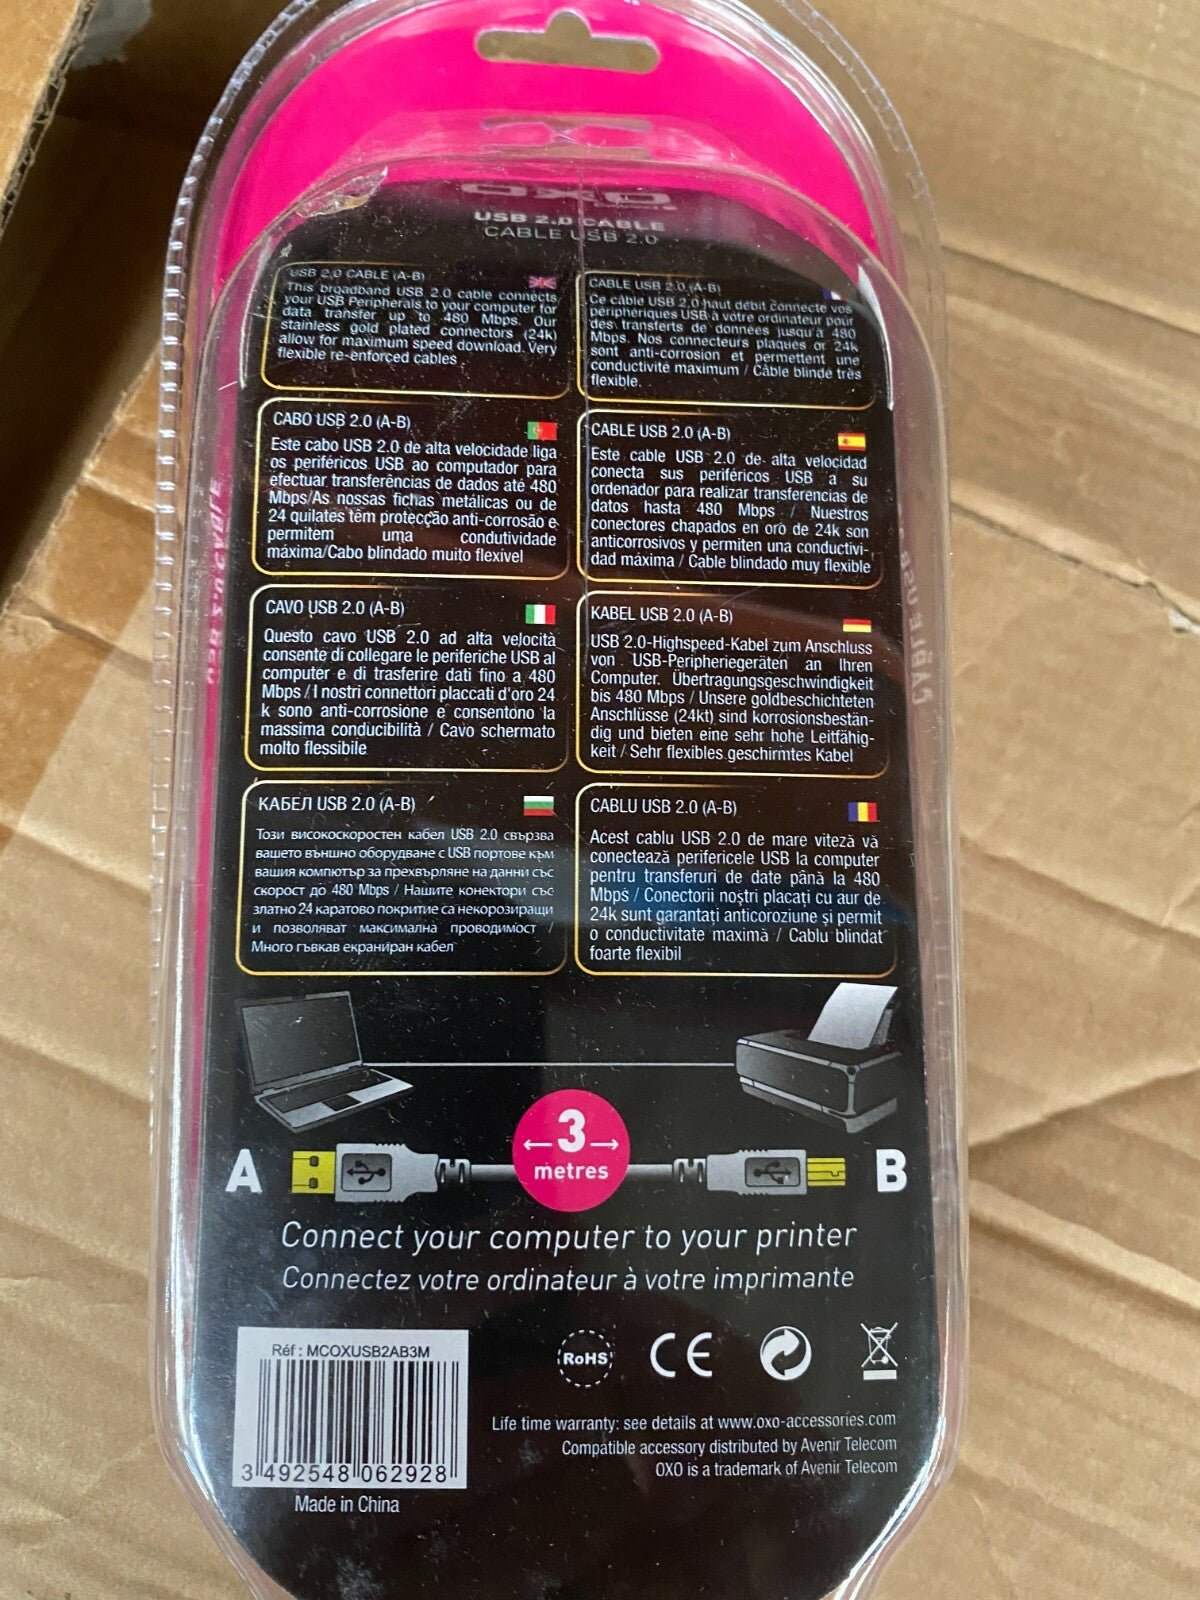 OXO
USB 2.0 CABLE
CABLE USB 2.0
USB 2.0 CABLE (A-B)
This broadband USB 2.0 cable connects
your USB Peripherals to your computer for
data transfer up to 480 Mbps. Our
stainless gold plated connectors (24k)
allow for maximum speed download. Very
flexible re-enforced cables
CABLE USB 2.0 (A-B)
Ce câble USB 2.0 haut débit connecte vos
périphériques USB à votre ordinateur pour
des transferts de données jusqu'à 480
Mbps. Nos connecteurs plaqués or 24k
sont anti-corrosion et permettent une
conductivité maximum / Câble blindé très
flexible.
CABO USB 2.0 (A-B)
Este cabo USB 2.0 de alta velocidade liga
os periféricos USB ao computador para
efectuar transferências de dados até 480
Mbps/As nossas fichas metálicas ou de
24 quilates têm protecção anti-corrosão e
permitem uma condutividade
máxima/Cabo blindado muito flexível
CABLE USB 2.0 (A-B)
Este cable USB 2.0 de alta velocidad
conecta sus periféricos USB a su
ordenador para realizar transferencias de
datos hasta 480 Mbps / Nuestros
conectores chapados en oro de 24k son
anticorrosivos y permiten una conductivi-
dad máxima / Cable blindado muy flexible
CAVO USB 2.0 (A-B)
Questo cavo USB 2.0 ad alta velocità
consente di collegare le periferiche USB al
computer e di trasferire dati fino a 480
Mbps / I nostri connettori placcati d'oro 24
k sono anti-corrosione e consentono la
massima conducibilità / Cavo schermato
molto flessibile
KABEL USB 2.0 (A-B)
USB 2.0-Highspeed-Kabel zum Anschluss
von USB-Peripheriegeräten an Ihren
Computer. Übertragungsgeschwindigkeit
bis 480 Mbps / Unsere goldbeschichteten
Anschlüsse (24kt) sind korrosionsbestän-
dig und bieten eine sehr hohe Leitfähig-
keit / Sehr flexibles geschirmtes Kabel
КАБЕЛ USB 2.0 (A-B)
Този високоскоростен кабел USB 2.0 свързва
вашето външно оборудване с USB портове към
вашия компютър за прехвърляне на данни със
скорост до 480 Mbps / Нашите конектори със
златно 24 каратово покритие са некорозиращи
и позволяват максимална проводимост /
Много гъвкав екраниран кабел
CABLU USB 2.0 (A-B)
Acest cablu USB 2.0 de mare viteză vă
conectează perifericele USB la computer
pentru transferuri de date până la 480
Mbps / Conectorii noștri placați cu aur de
24k sunt garantați anticoroziune și permit
o conductivitate maximă / Cablu blindat
foarte flexibil
USB 2.0 CABLE
CABLE USB
A
3
metres
B
Connect your computer to your printer
Connectez votre ordinateur à votre imprimante
Réf : MCOXUSB2AB3M
3 492548 062928
Made in China
RoHS
CE
Life time warranty: see details at www.oxo-accessories.com
Compatible accessory distributed by Avenir Telecom
OXO is a trademark of Avenir Telecom